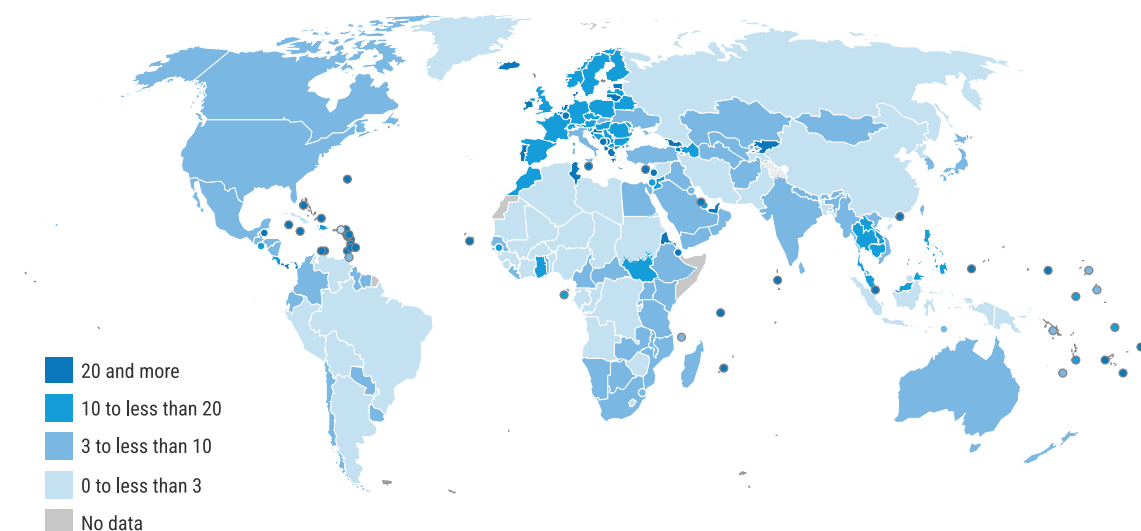 20 and more
10 to less than 20
3 to less than 10
0 to less than 3
No data